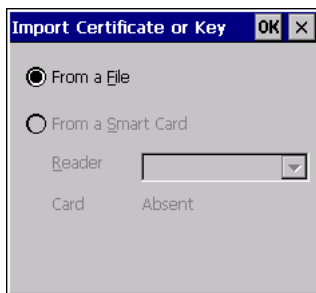 Import Certificate or Key OK ×
From a File
From a Smart Card
Reader
Card Absent